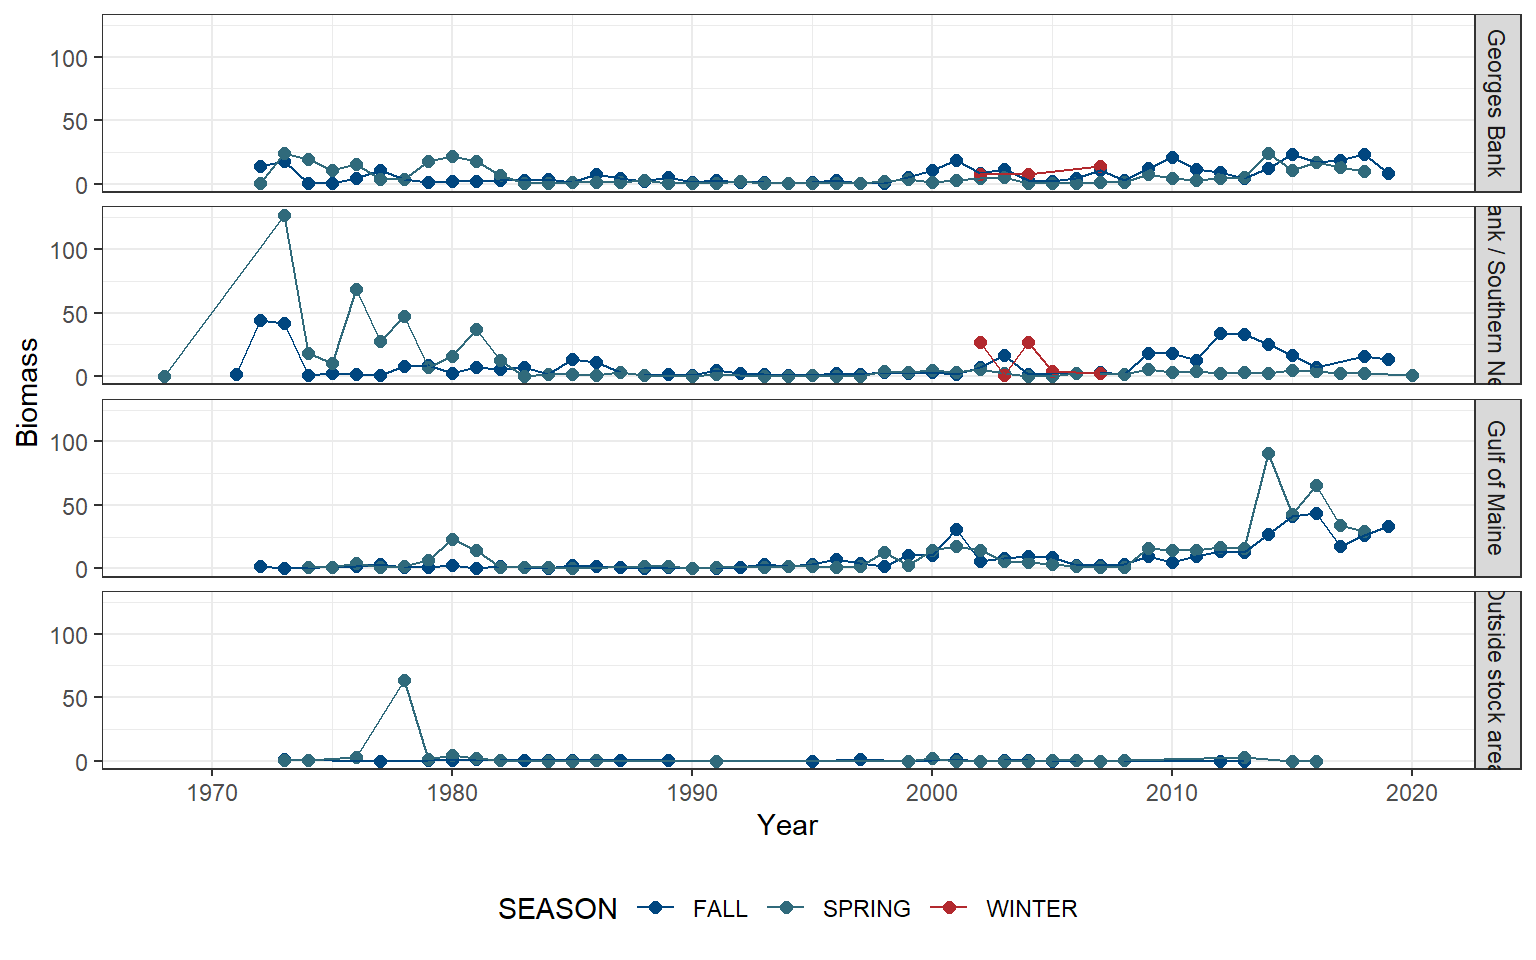 100
50
0
Georges Bank
100
50
0
ank / Southern Ne
100
50
0
Gulf of Maine
100
50
0
Outside stock area
Biomass
1970 1980 1990 2000 2010 2020
Year
SEASON FALL SPRING WINTER